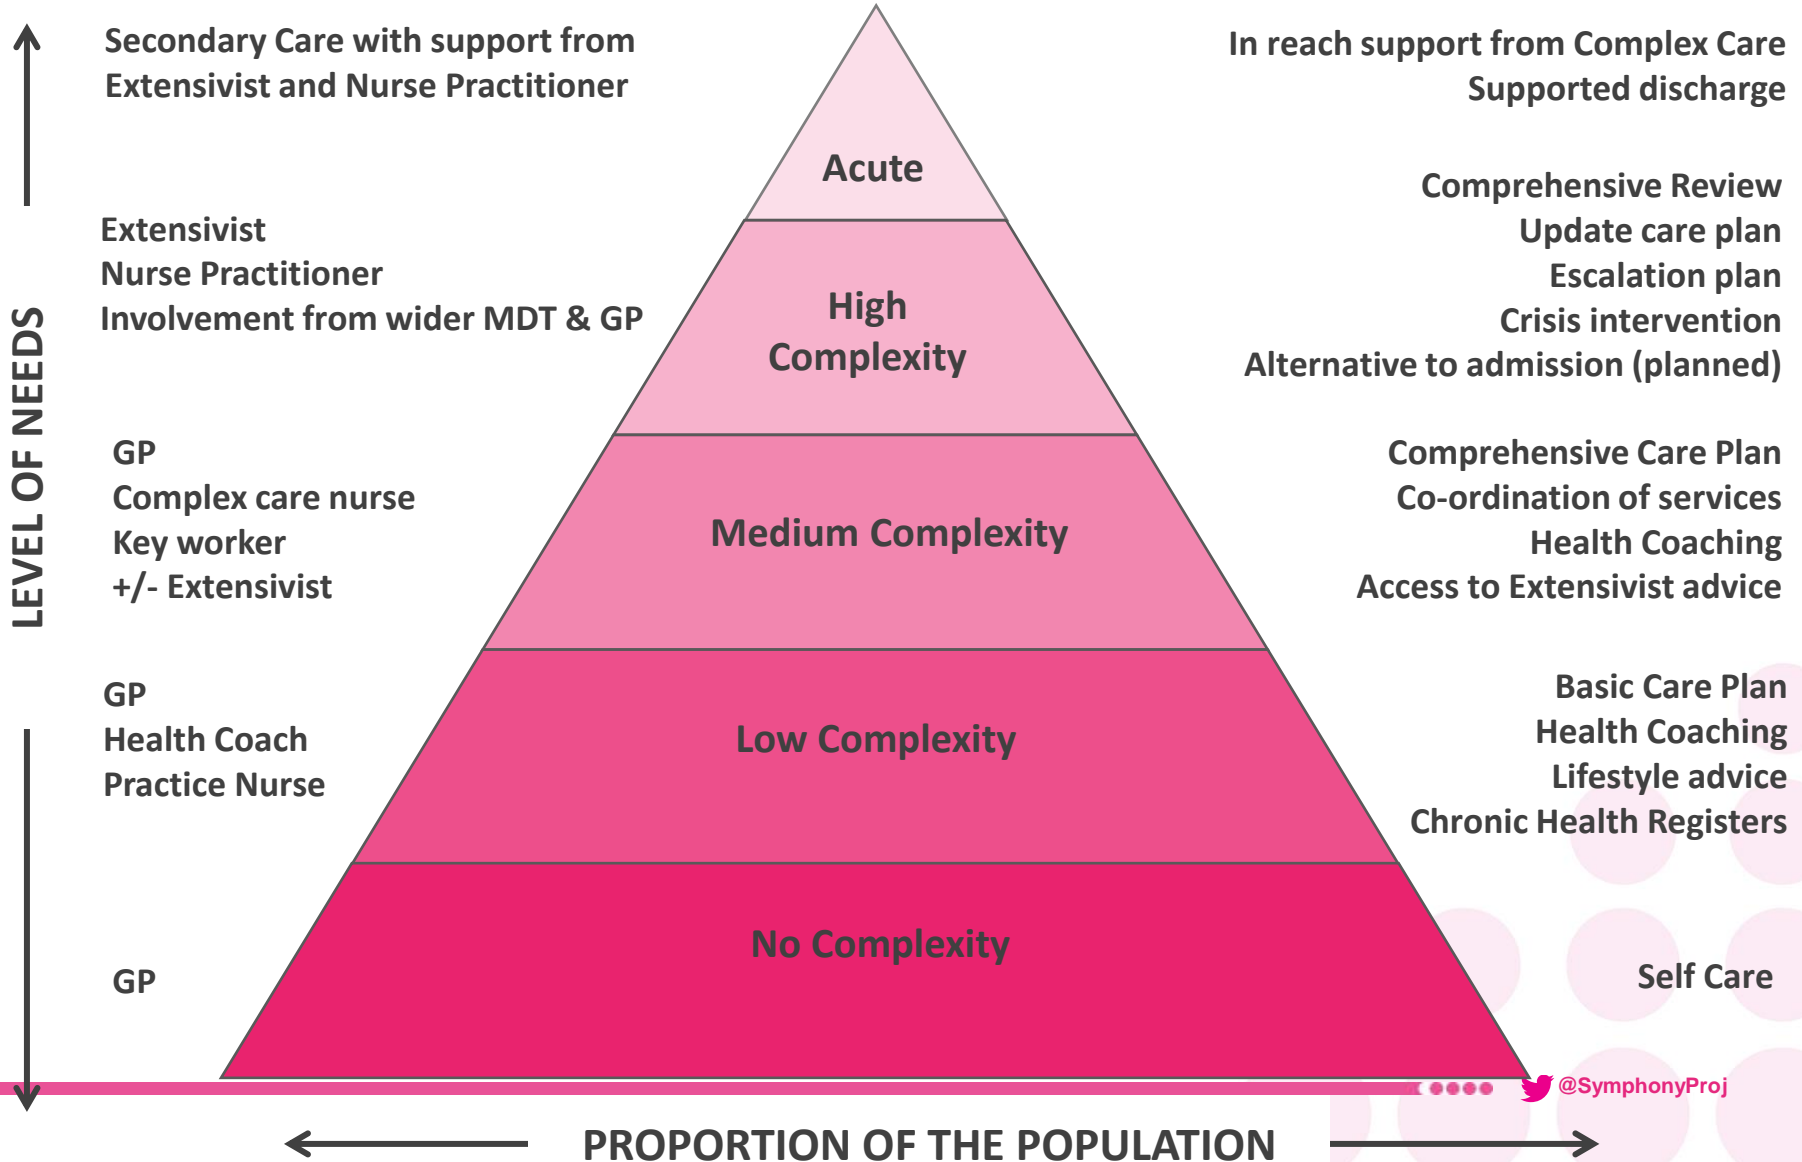 Secondary Care with support from
Extensivist and Nurse Practitioner
In reach support from Complex Care
Supported discharge
Acute
Extensivist
Nurse Practitioner
Involvement from wider MDT & GP
High
Complexity
Comprehensive Review
Update care plan
Escalation plan
Crisis intervention
Alternative to admission (planned)
LEVEL OF NEEDS
GP
Complex care nurse
Key worker
+/- Extensivist
Medium Complexity
Comprehensive Care Plan
Co-ordination of services
Health Coaching
Access to Extensivist advice
GP
Health Coach
Practice Nurse
Low Complexity
Basic Care Plan
Health Coaching
Lifestyle advice
Chronic Health Registers
GP
No Complexity
Self Care
@SymphonyProj
PROPORTION OF THE POPULATION